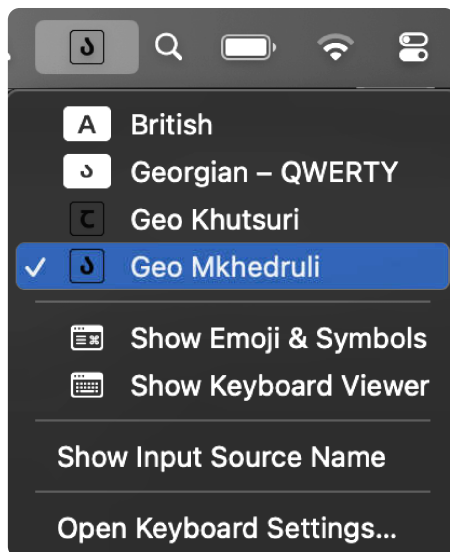 ა
A British
ა Georgian – QWERTY
Geo Khutsuri
✓ ა Geo Mkhedruli
Show Emoji & Symbols
Show Keyboard Viewer
Show Input Source Name
Open Keyboard Settings...